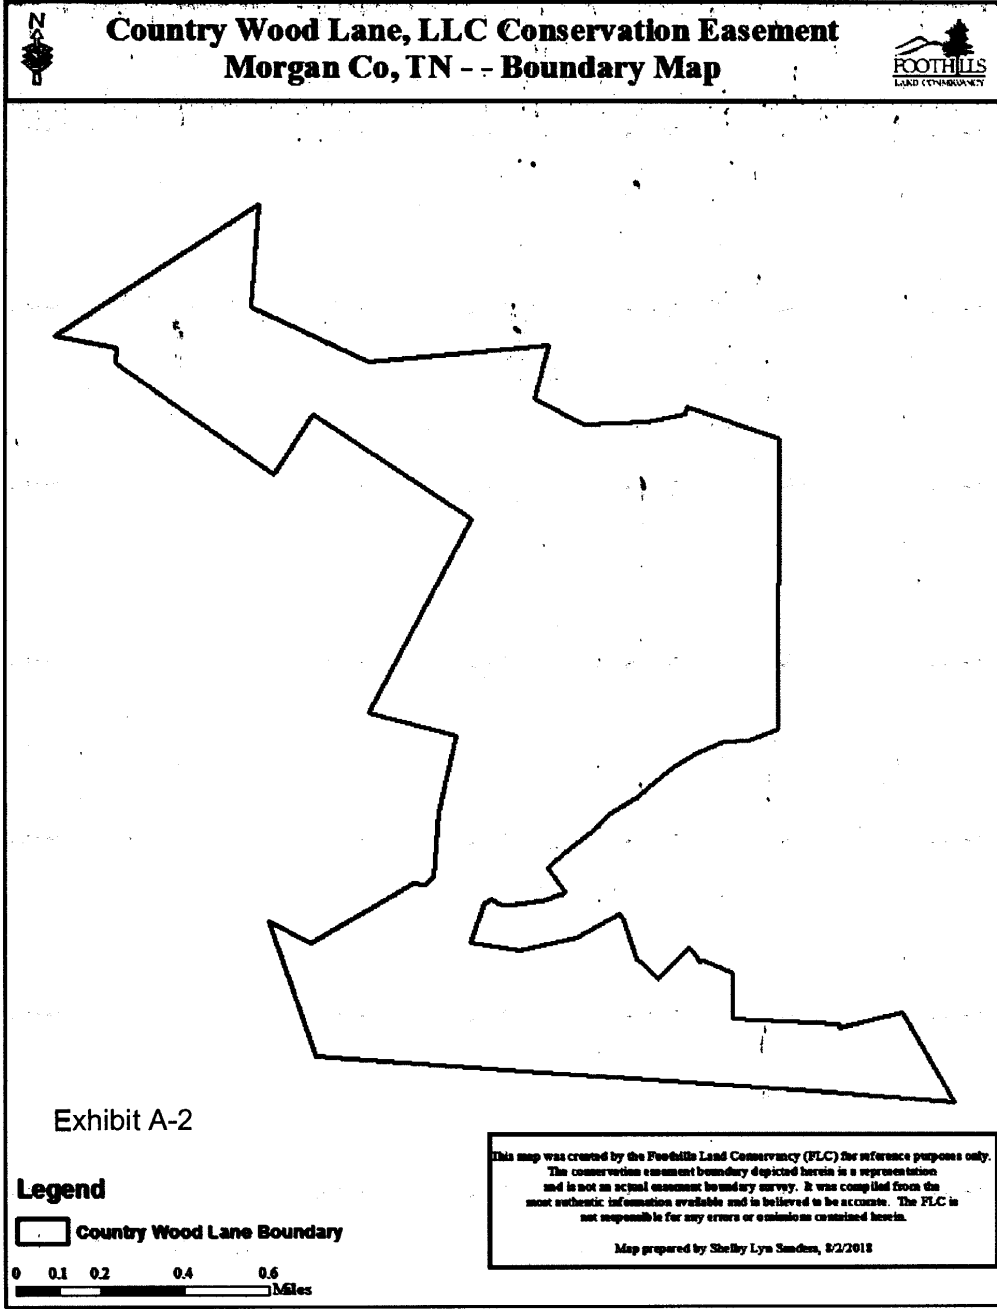 N
Country Wood Lane, LLC Conservation Easement
Morgan Co, TN - - Boundary Map
FOOTHILLS
LAND CONSERVANCY
Exhibit A-2
This map was created by the Foothills Land Conservancy (FLC) for reference purposes only.
The conservation easement boundary depicted herein is a representation
and is not an actual easement boundary survey. It was compiled from the
most authentic information available and is believed to be accurate. The FLC is
not responsible for any errors or omissions contained herein.
Map prepared by Shelby Lyn Sanders, 8/2/2018
Legend
Country Wood Lane Boundary
0 0.1 0.2 0.4 0.6
Miles